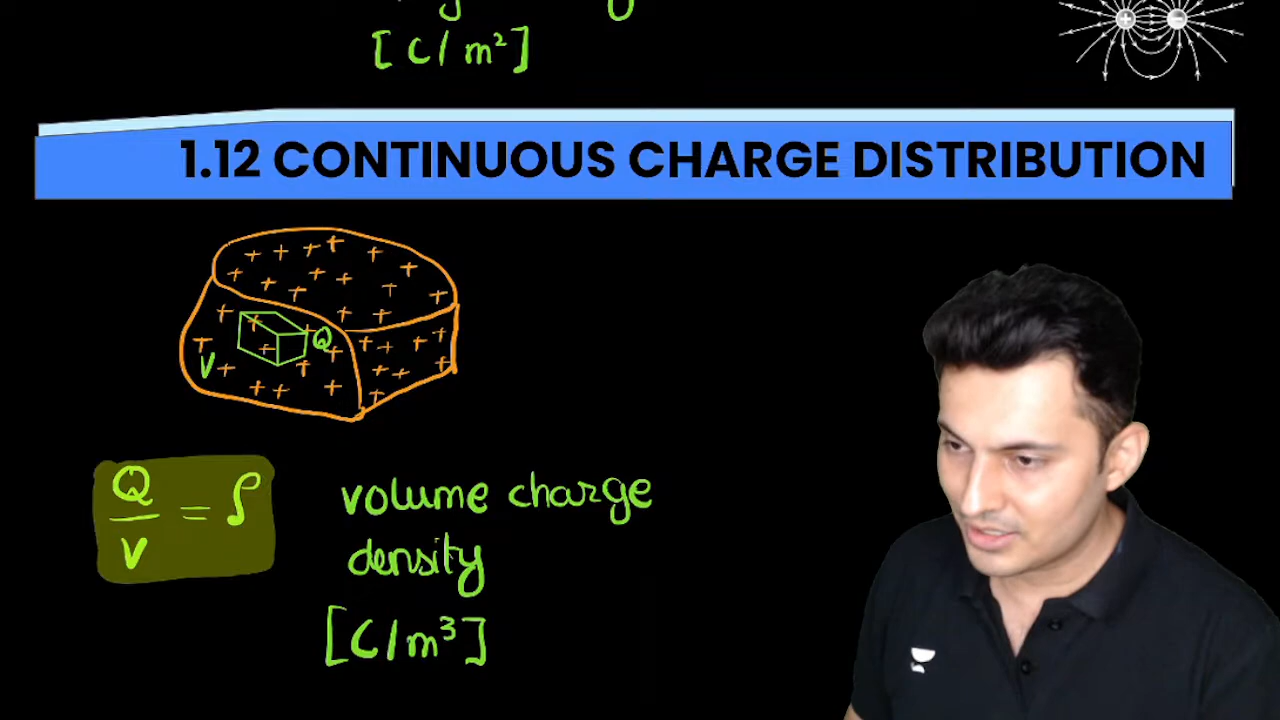 [C/m²]
1.12 CONTINUOUS CHARGE DISTRIBUTION
Q
V
Q/V = ρ
volume charge
density
[C/m³]